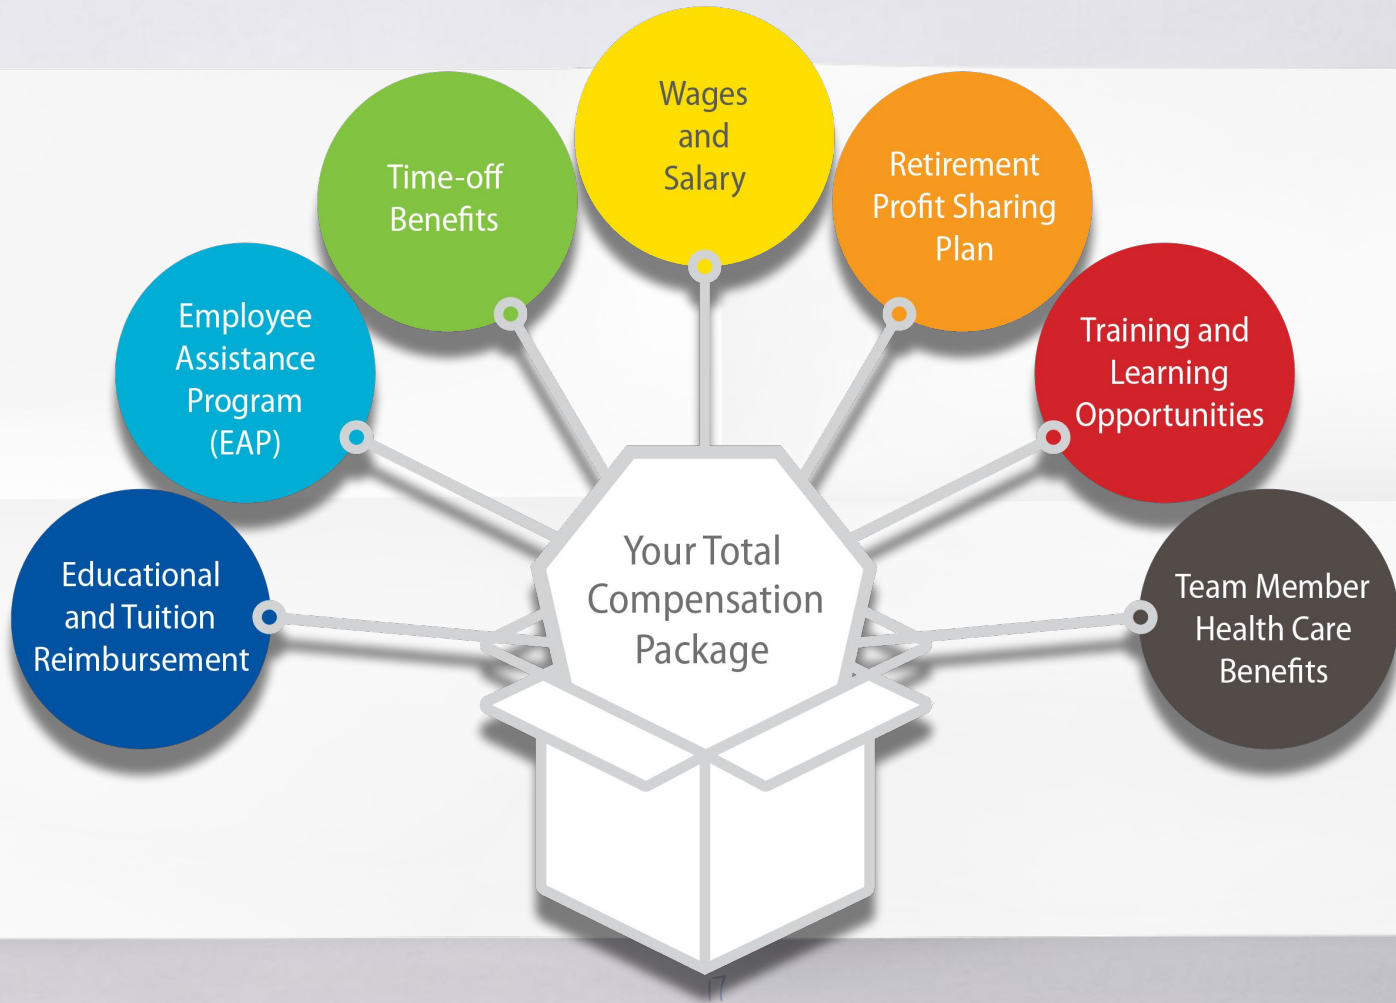 Wages
and
Salary
Time-off
Benefits
Retirement
Profit Sharing
Plan
Employee
Assistance
Program
(EAP)
Training and
Learning
Opportunities
Educational
and Tuition
Reimbursement
Your Total
Compensation
Package
Team Member
Health Care
Benefits
17